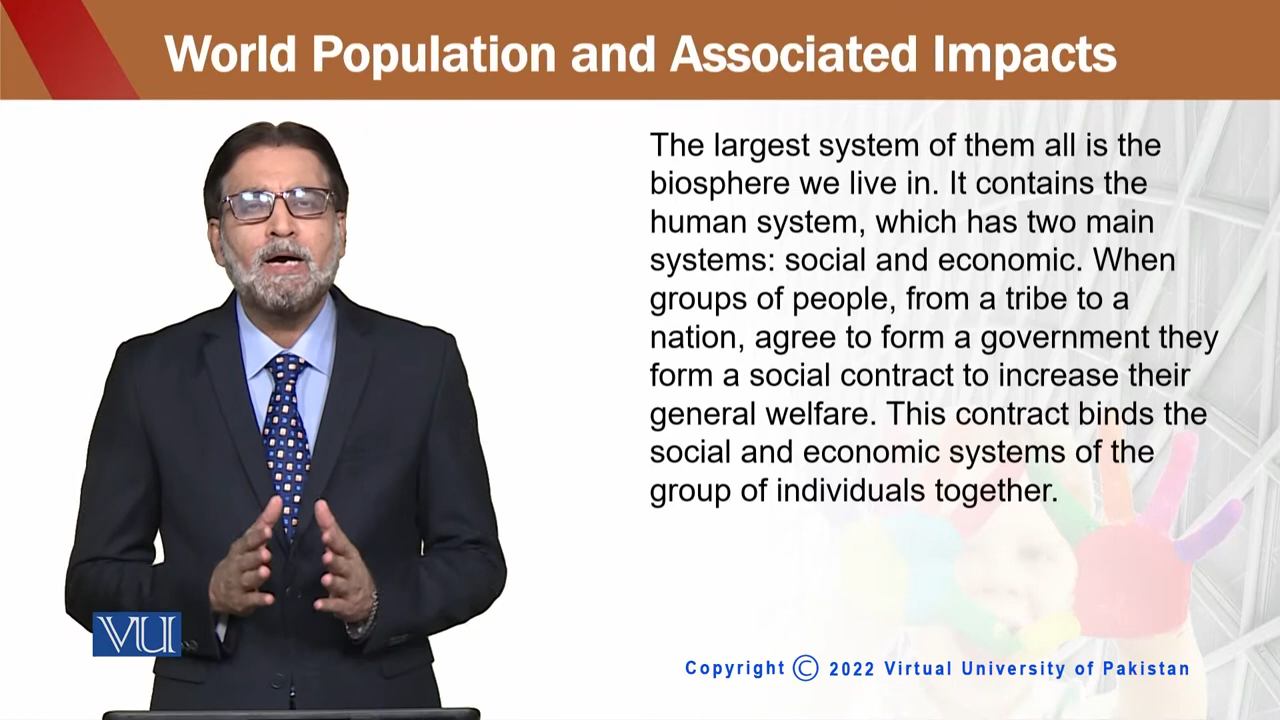 World Population and Associated Impacts
The largest system of them all is the
biosphere we live in. It contains the
human system, which has two main
systems: social and economic. When
groups of people, from a tribe to a
nation, agree to form a government they
form a social contract to increase their
general welfare. This contract binds the
social and economic systems of the
group of individuals together.
VU
Copyright © 2022 Virtual University of Pakistan